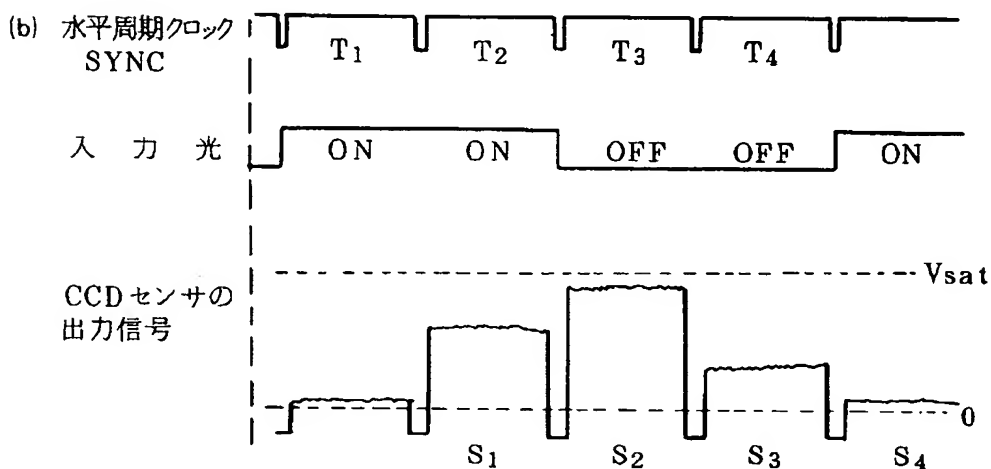 (b) 水平周期クロック
SYNC
T1 T2 T3 T4
入力光
ON ON OFF OFF ON
Vsat
CCDセンサの
出力信号
0
S1 S2 S3 S4